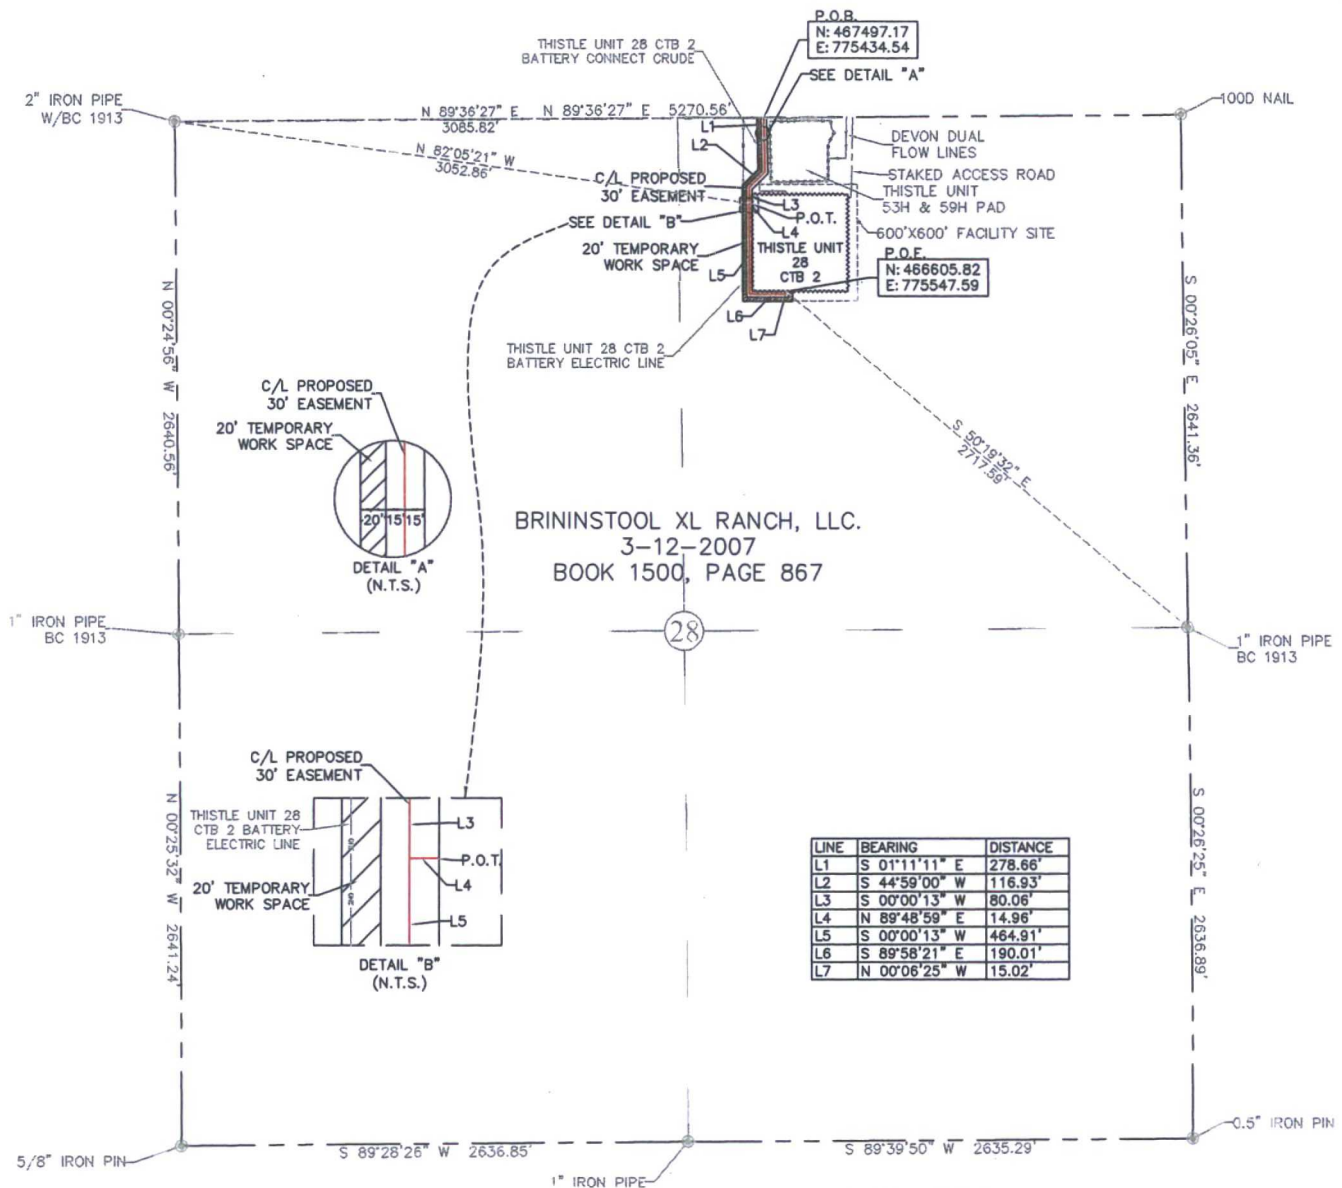 P.O.B.
N: 467497.17
E: 775434.54
THISTLE UNIT 28 CTB 2
BATTERY CONNECT CRUDE
SEE DETAIL "A"
2" IRON PIPE
W/BC 1913
N 89°36'27" E
3085.82'
N 89°36'27" E 5270.56'
100D NAIL
L1
L2
N 82°05'21" W
3052.86'
DEVON DUAL
FLOW LINES
C/L PROPOSED
30' EASEMENT
STAKED ACCESS ROAD
THISTLE UNIT
53H & 59H PAD
L3
P.O.T.
L4
SEE DETAIL "B"
600'X600' FACILITY SITE
20' TEMPORARY
WORK SPACE
THISTLE UNIT
28
CTB 2
P.O.E.
N: 466605.82
E: 775547.59
L5
L6
L7
THISTLE UNIT 28 CTB 2
BATTERY ELECTRIC LINE
N 00°24'56" W 2640.56'
S 00°26'05" E 2641.36'
C/L PROPOSED
30' EASEMENT
20' TEMPORARY
WORK SPACE
20' 15' 15'
DETAIL "A"
(N.T.S.)
S 50°19'32" E
2717.59'
BRININSTOOL XL RANCH, LLC.
3-12-2007
BOOK 1500, PAGE 867
1" IRON PIPE
BC 1913
28
1" IRON PIPE
BC 1913
C/L PROPOSED
30' EASEMENT
THISTLE UNIT 28
CTB 2 BATTERY
ELECTRIC LINE
20' TEMPORARY
WORK SPACE
L3
P.O.T.
L4
L5
DETAIL "B"
(N.T.S.)
N 00°25'32" W 2641.24'
S 00°26'25" E 2636.89'
LINE BEARING DISTANCE
L1 S 01°11'11" E 278.66'
L2 S 44°59'00" W 116.93'
L3 S 00°00'13" W 80.06'
L4 N 89°48'59" E 14.96'
L5 S 00°00'13" W 464.91'
L6 S 89°58'21" E 190.01'
L7 N 00°06'25" W 15.02'
5/8" IRON PIN
S 89°28'26" W 2636.85'
1" IRON PIPE
S 89°39'50" W 2635.29'
0.5" IRON PIN